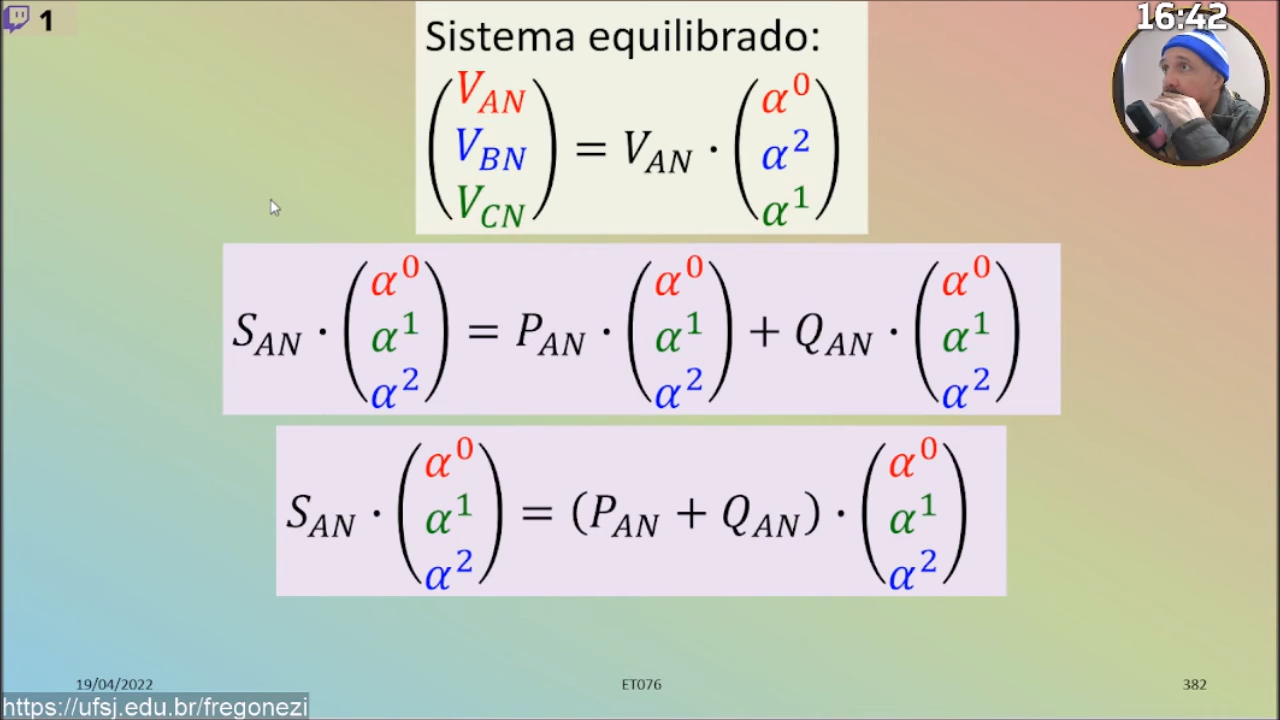 1
16:42
Sistema equilibrado:
(V_AN V_BN V_CN) = V_AN · (α^0 α^2 α^1)
S_AN · (α^0 α^1 α^2) = P_AN · (α^0 α^1 α^2) + Q_AN · (α^0 α^1 α^2)
S_AN · (α^0 α^1 α^2) = (P_AN + Q_AN) · (α^0 α^1 α^2)
19/04/2022 ET076 382
https://ufsj.edu.br/fregonezi